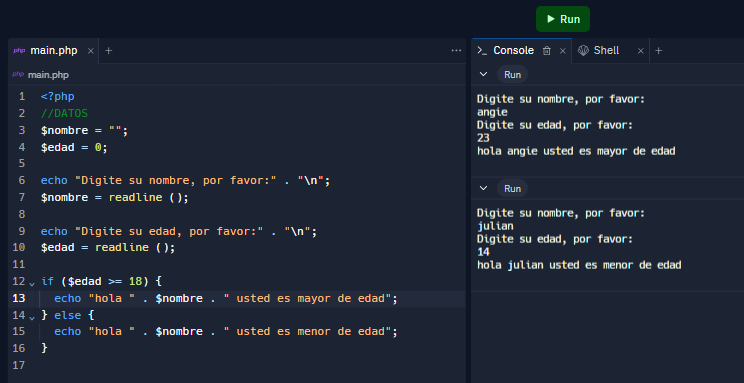 Run
php main.php
php main.php
1 <?php
2 //DATOS
3 $nombre = "";
4 $edad = 0;
5
6 echo "Digite su nombre, por favor:" . "\n";
7 $nombre = readline ();
8
9 echo "Digite su edad, por favor:" . "\n";
10 $edad = readline ();
11
12 if ($edad >= 18) {
13 echo "hola " . $nombre . " usted es mayor de edad";
14 } else {
15 echo "hola " . $nombre . " usted es menor de edad";
16 }
17
Console Shell
Run
Digite su nombre, por favor:
angie
Digite su edad, por favor:
23
hola angie usted es mayor de edad
Run
Digite su nombre, por favor:
julian
Digite su edad, por favor:
14
hola julian usted es menor de edad